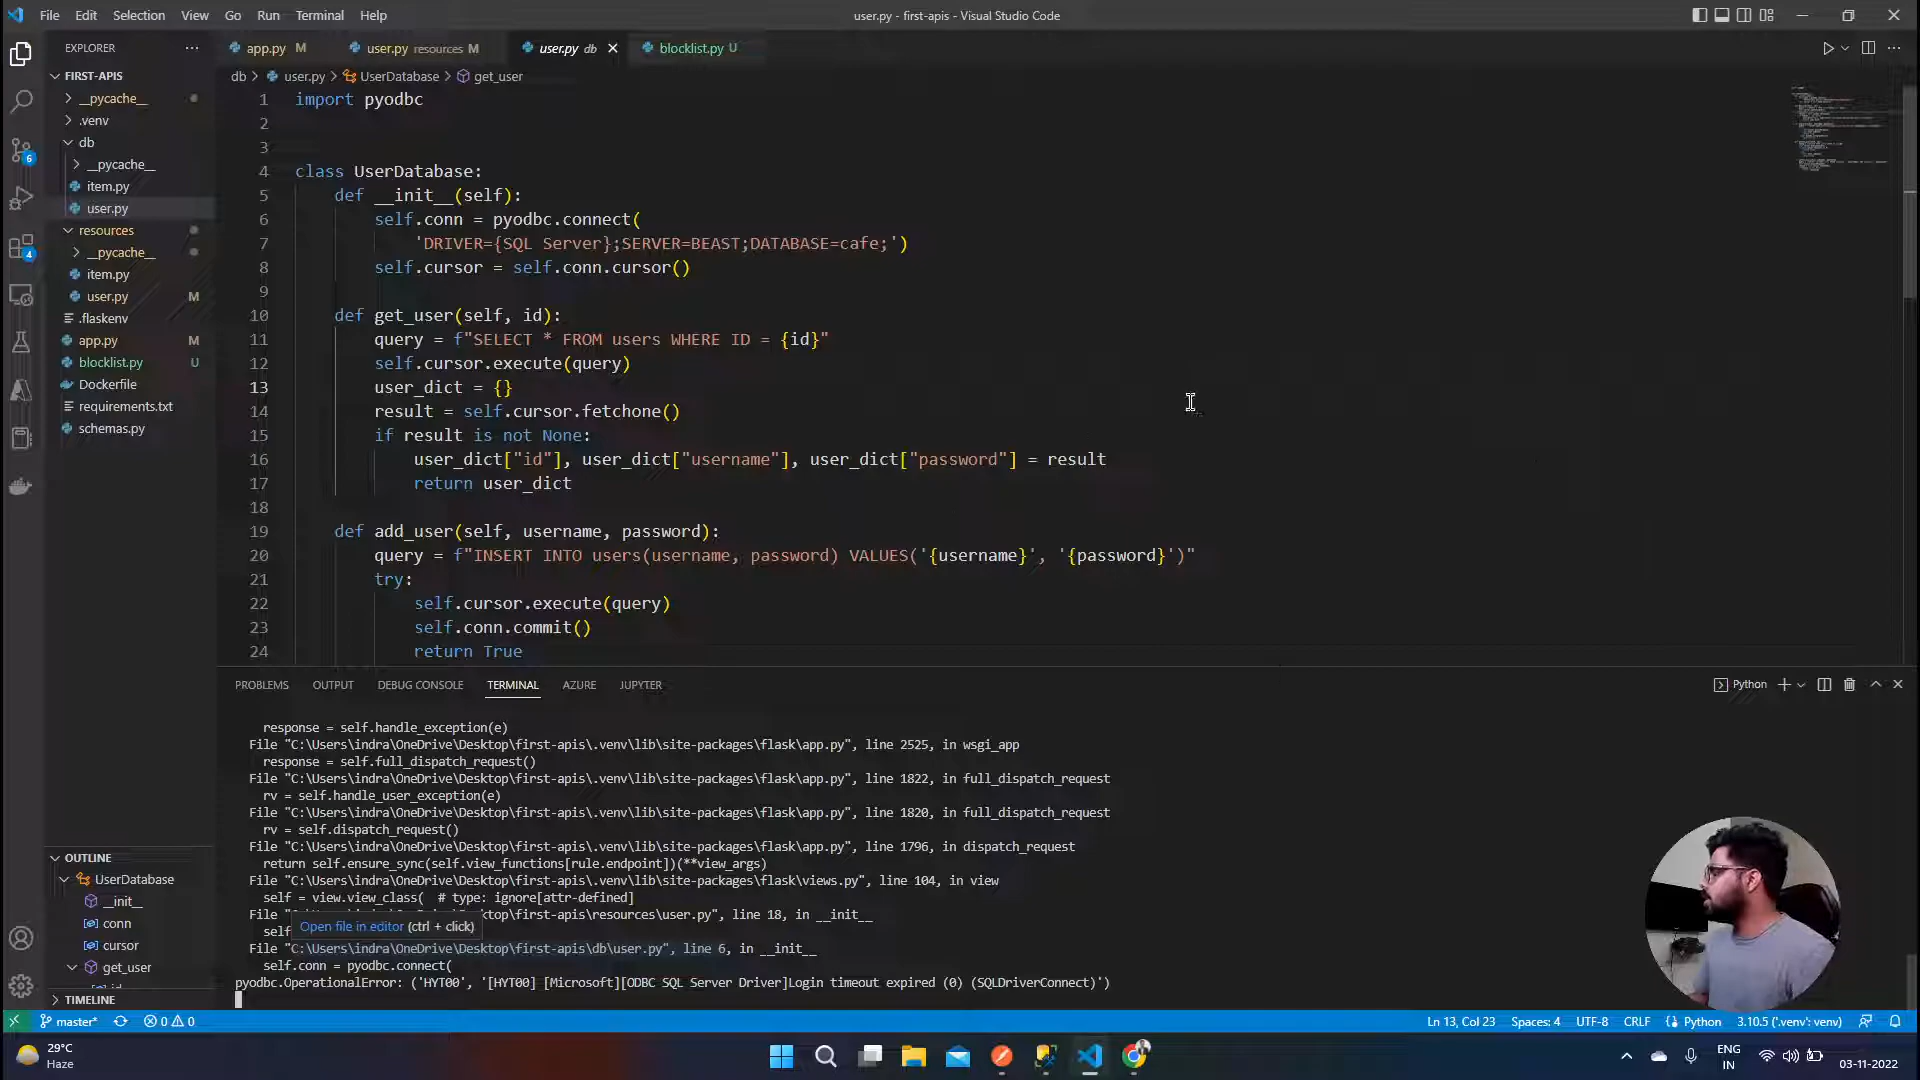 File Edit Selection View Go Run Terminal Help
user.py - first-apis - Visual Studio Code
EXPLORER
app.py M
user.py resources M
user.py db
blocklist.py U
FIRST-APIS
__pycache__
.venv
db
__pycache__
item.py
user.py
resources
__pycache__
item.py
user.py M
.flaskenv
app.py M
blocklist.py U
Dockerfile
requirements.txt
schemas.py
db > user.py > UserDatabase > get_user
1 import pyodbc
2
3
4 class UserDatabase:
5 def __init__(self):
6 self.conn = pyodbc.connect(
7 'DRIVER={SQL Server};SERVER=BEAST;DATABASE=cafe;')
8 self.cursor = self.conn.cursor()
9
10 def get_user(self, id):
11 query = f"SELECT * FROM users WHERE ID = {id}"
12 self.cursor.execute(query)
13 user_dict = {}
14 result = self.cursor.fetchone()
15 if result is not None:
16 user_dict["id"], user_dict["username"], user_dict["password"] = result
17 return user_dict
18
19 def add_user(self, username, password):
20 query = f"INSERT INTO users(username, password) VALUES('{username}', '{password}')"
21 try:
22 self.cursor.execute(query)
23 self.conn.commit()
24 return True
PROBLEMS OUTPUT DEBUG CONSOLE TERMINAL AZURE JUPYTER
Python
response = self.handle_exception(e)
File "C:\Users\indra\OneDrive\Desktop\first-apis\.venv\lib\site-packages\flask\app.py", line 2525, in wsgi_app
response = self.full_dispatch_request()
File "C:\Users\indra\OneDrive\Desktop\first-apis\.venv\lib\site-packages\flask\app.py", line 1822, in full_dispatch_request
rv = self.handle_user_exception(e)
File "C:\Users\indra\OneDrive\Desktop\first-apis\.venv\lib\site-packages\flask\app.py", line 1820, in full_dispatch_request
rv = self.dispatch_request()
File "C:\Users\indra\OneDrive\Desktop\first-apis\.venv\lib\site-packages\flask\app.py", line 1796, in dispatch_request
return self.ensure_sync(self.view_functions[rule.endpoint])(**view_args)
File "C:\Users\indra\OneDrive\Desktop\first-apis\.venv\lib\site-packages\flask\views.py", line 104, in view
self = view.view_class( # type: ignore[attr-defined]
File "C:\Users\indra\OneDrive\Desktop\first-apis\resources\user.py", line 18, in __init__
self
Open file in editor (ctrl + click)
File "C:\Users\indra\OneDrive\Desktop\first-apis\db\user.py", line 6, in __init__
self.conn = pyodbc.connect(
pyodbc.OperationalError: ('HYT00', '[HYT00] [Microsoft][ODBC SQL Server Driver]Login timeout expired (0) (SQLDriverConnect)')
OUTLINE
UserDatabase
__init__
conn
cursor
get_user
TIMELINE
6
4
master*
0 0
Ln 13, Col 23 Spaces: 4 UTF-8 CRLF Python 3.10.5 ('.venv': venv)
29°C
Haze
ENG
IN
03-11-2022